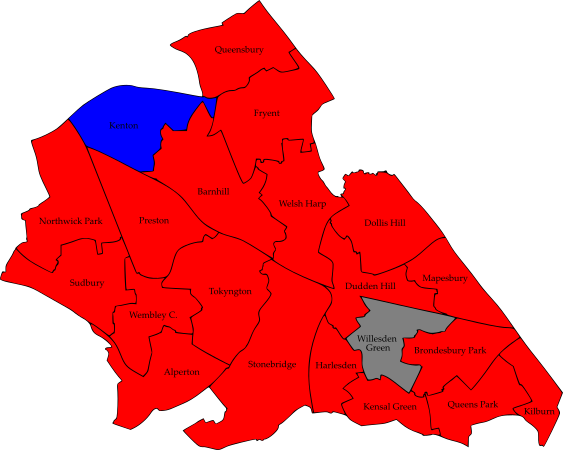 Queensbury
Fryent
Kenton
Barnhill
Welsh Harp
Northwick Park
Preston
Dollis Hill
Sudbury
Tokyngton
Dudden Hill
Mapesbury
Wembley C.
Willesden
Green
Brondesbury Park
Alperton
Stonebridge
Harlesden
Kensal Green
Queens Park
Kilburn